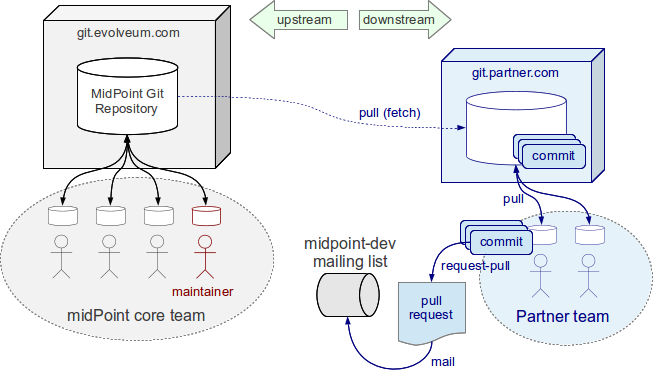 git.evolveum.com
upstream
downstream
git.partner.com
MidPoint Git
Repository
pull (fetch)
commit
pull
commit
midpoint-dev
mailing list
request-pull
maintainer
pull
request
midPoint core team
Partner team
mail